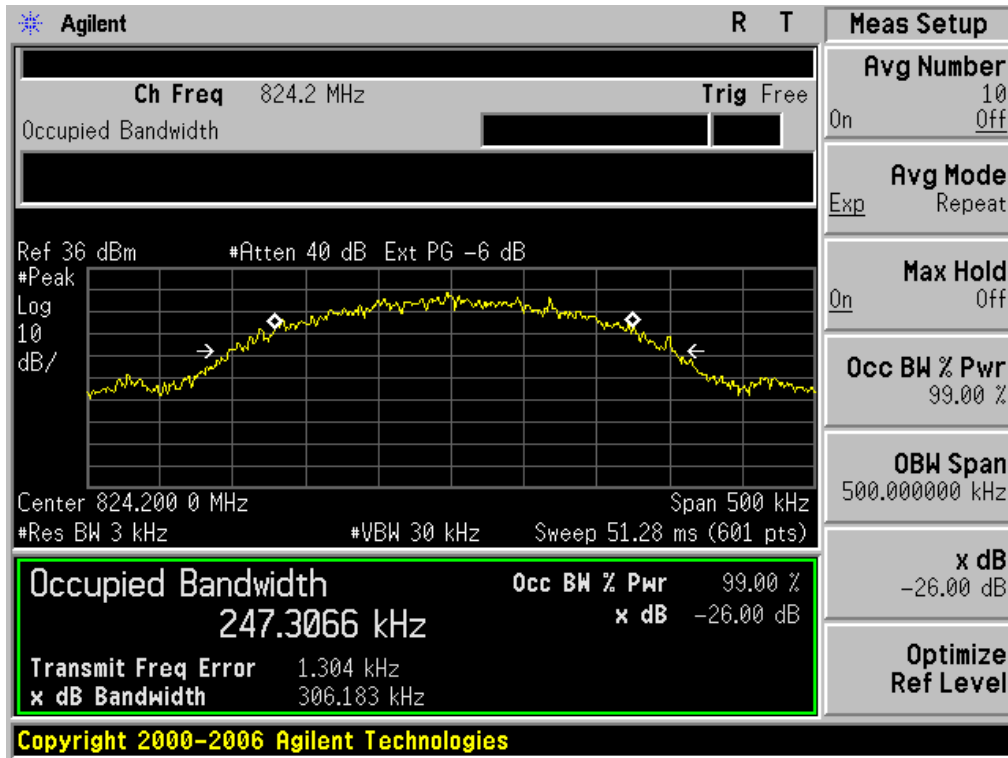 Agilent R T
Ch Freq 824.2 MHz Trig Free
Occupied Bandwidth
Ref 36 dBm #Atten 40 dB Ext PG -6 dB
#Peak
Log
10
dB/
Center 824.200 0 MHz Span 500 kHz
#Res BW 3 kHz #VBW 30 kHz Sweep 51.28 ms (601 pts)
Occupied Bandwidth Occ BW % Pwr 99.00 %
247.3066 kHz x dB -26.00 dB
Transmit Freq Error 1.304 kHz
x dB Bandwidth 306.183 kHz
Copyright 2000-2006 Agilent Technologies
Meas Setup
Avg Number
10
On Off
Avg Mode
Exp Repeat
Max Hold
On Off
Occ BW % Pwr
99.00 %
OBW Span
500.000000 kHz
x dB
-26.00 dB
Optimize
Ref Level